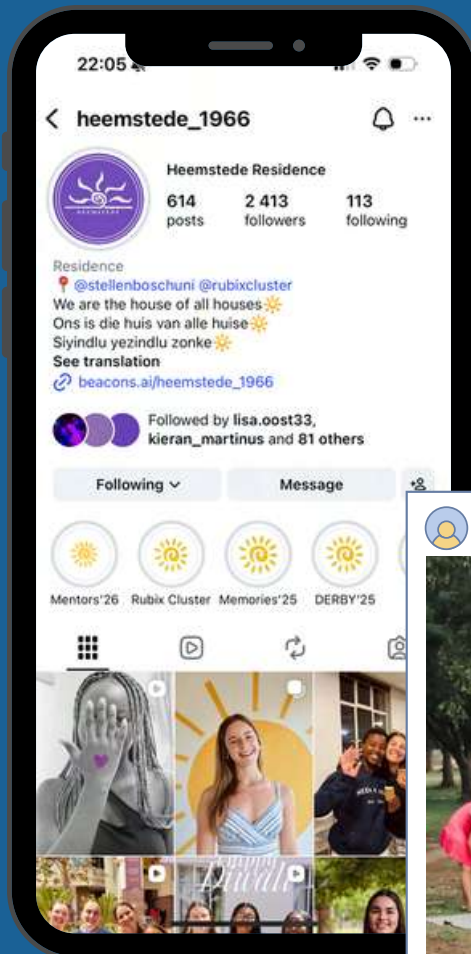 22:05
heemstede_1966
HEEMSTEDE
Heemstede Residence
614 2 413 113
posts followers following
Residence
@stellenboschuni @rubixcluster
We are the house of all houses
Ons is die huis van alle huise
Siyindlu yezindlu zonke
See translation
beacons.ai/heemstede_1966
Followed by lisa.oost33,
kieran_martinus and 81 others
Following Message
Mentors'26 Rubix Cluster Memories'25 DERBY'25
Happy
Diwali